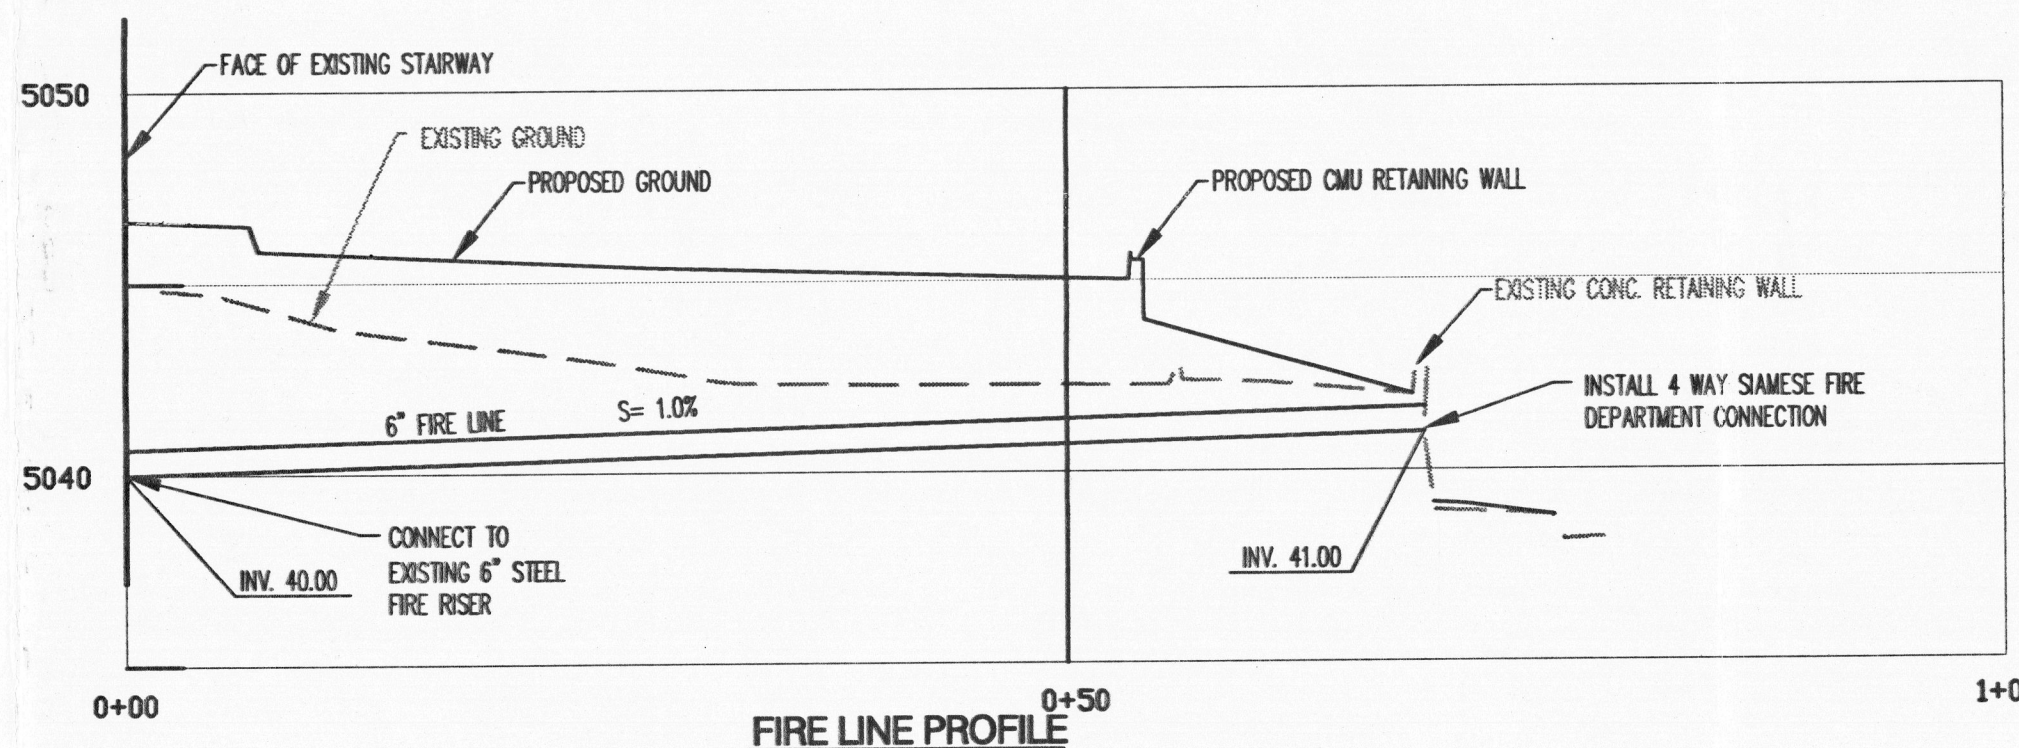 FACE OF EXISTING STAIRWAY
5050
EXISTING GROUND
PROPOSED GROUND
PROPOSED CMU RETAINING WALL
EXISTING CONC. RETAINING WALL
INSTALL 4 WAY SIAMESE FIRE
DEPARTMENT CONNECTION
6" FIRE LINE
S= 1.0%
5040
CONNECT TO
EXISTING 6" STEEL
FIRE RISER
INV. 40.00
INV. 41.00
0+00
0+50
1+0
FIRE LINE PROFILE